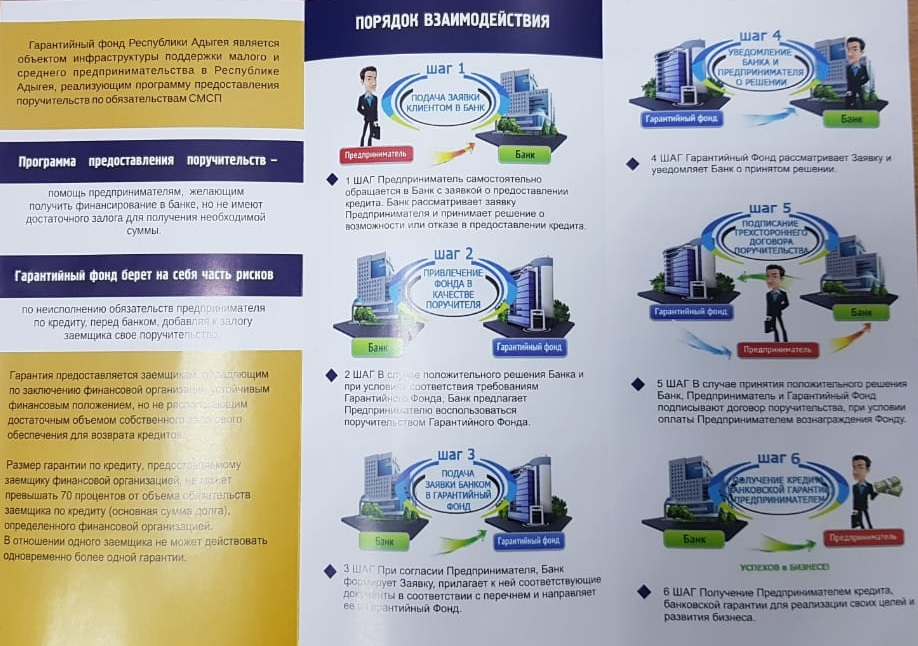 Гарантийный фонд Республики Адыгея является
объектом инфраструктуры поддержки малого и
среднего предпринимательства в Республике
Адыгея, реализующим программу предоставления
поручительств по обязательствам СМСП
Программа предоставления поручительств –
помощь предпринимателям, желающим
получить финансирование в банке, но не имеют
достаточного залога для получения необходимой
суммы.
Гарантийный фонд берет на себя часть рисков
по неисполнению обязательств предпринимателя
по кредиту, перед банком, добавляя к залогу
заемщика свое поручительство.
Гарантия предоставляется заемщикам, обладающим
по заключению финансовой организации, устойчивым
финансовым положением, но не располагающим
достаточным объемом собственного залогового
обеспечения для возврата кредитов.
Размер гарантии по кредиту, предоставляемому
заемщику финансовой организацией, не может
превышать 70 процентов от объема обязательств
заемщика по кредиту (основная сумма долга),
определенного финансовой организацией.
В отношении одного заемщика не может действовать
одновременно более одной гарантии.
ПОРЯДОК ВЗАИМОДЕЙСТВИЯ
шаг 1
ПОДАЧА ЗАЯВКИ
КЛИЕНТОМ В БАНК
Предприниматель
Банк
1 ШАГ Предприниматель самостоятельно
обращается в Банк с заявкой о предоставлении
кредита. Банк рассматривает заявку
Предпринимателя и принимает решение о
возможности или отказе в предоставлении кредита.
шаг 2
ПРИВЛЕЧЕНИЕ
ФОНДА В
КАЧЕСТВЕ
ПОРУЧИТЕЛЯ
Банк
Гарантийный фонд
2 ШАГ В случае положительного решения Банка и
при условии соответствия требованиям
Гарантийного Фонда, Банк предлагает
Предпринимателю воспользоваться
поручительством Гарантийного Фонда.
шаг 3
ПОДАЧА
ЗАЯВКИ БАНКОМ
В ГАРАНТИЙНЫЙ
ФОНД
Банк
Гарантийный фонд
3 ШАГ При согласии Предпринимателя, Банк
формирует Заявку, прилагает к ней соответствующие
документы в соответствии с перечнем и направляет
ее в Гарантийный Фонд.
шаг 4
УВЕДОМЛЕНИЕ
БАНКА И
ПРЕДПРИНИМАТЕЛЯ
О РЕШЕНИИ
Гарантийный фонд
Банк
4 ШАГ Гарантийный Фонд рассматривает Заявку и
уведомляет Банк о принятом решении.
шаг 5
ПОДПИСАНИЕ
ТРЕХСТОРОННЕГО
ДОГОВОРА
ПОРУЧИТЕЛЬСТВА
Гарантийный фонд
Банк
Предприниматель
5 ШАГ В случае принятия положительного решения
Банк, Предприниматель и Гарантийный Фонд
подписывают договор поручительства, при условии
оплаты Предпринимателем вознаграждения Фонду.
шаг 6
ПОЛУЧЕНИЕ КРЕДИТА,
БАНКОВСКОЙ ГАРАНТИИ
ПРЕДПРИНИМАТЕЛЕМ
Банк
Предприниматель
УСПЕХОВ в БИЗНЕСЕ!
6 ШАГ Получение Предпринимателем кредита,
банковской гарантии для реализации своих целей и
развития бизнеса.